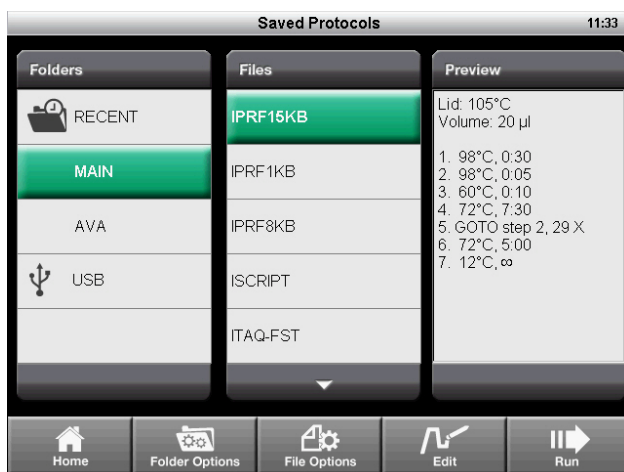 Saved Protocols
11:33
Folders
RECENT
MAIN
AVA
USB
Files
IPRF15KB
IPRF1KB
IPRF8KB
ISCRIPT
ITAQ-FST
Preview
Lid: 105°C
Volume: 20 µl
1. 98°C, 0:30
2. 98°C, 0:05
3. 60°C, 0:10
4. 72°C, 7:30
5. GOTO step 2, 29 X
6. 72°C, 5:00
7. 12°C, ∞
Home
Folder Options
File Options
Edit
Run